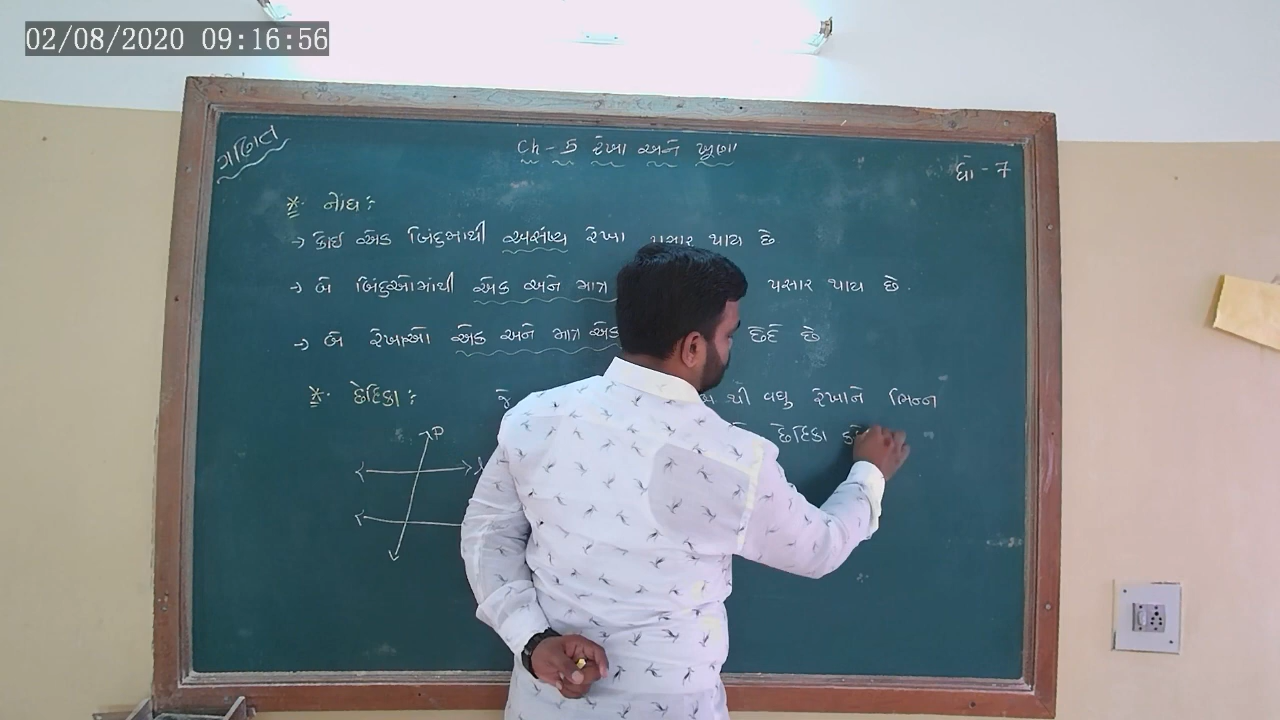 02/08/2020 09:16:56
ગણિત
Ch - 5 રેખા અને ખૂણા
ધો - 7
* નોંધ :
→ કોઈ એક બિંદુમાંથી અસંખ્ય રેખા પસાર થાય છે
→ બે બિંદુઓમાંથી એક અને માત્ર પસાર થાય છે.
→ બે રેખાઓ એક અને માત્ર એક છેદે છે
* છેદિકા : જે થી વધુ રેખાને ભિન્ન
છેદિકા
P